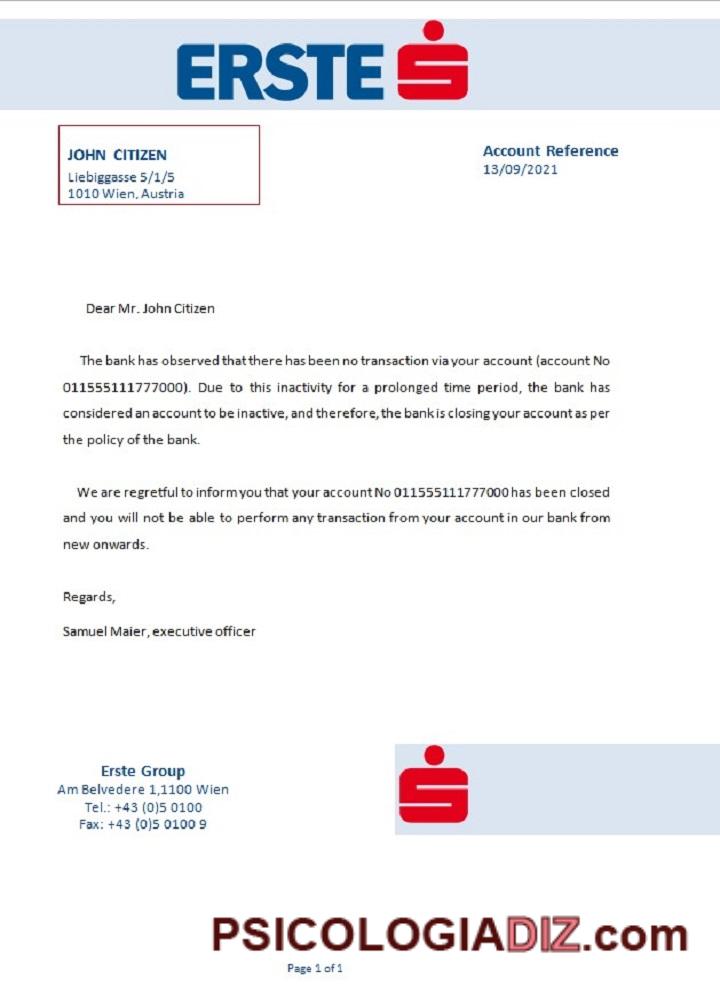 ERSTE
JOHN CITIZEN
Liebiggasse 5/1/5
1010 Wien, Austria
Account Reference
13/09/2021
Dear Mr. John Citizen
The bank has observed that there has been no transaction via your account (account No
011555111777000). Due to this inactivity for a prolonged time period, the bank has
considered an account to be inactive, and therefore, the bank is closing your account as per
the policy of the bank.
We are regretful to inform you that your account No 011555111777000 has been closed
and you will not be able to perform any transaction from your account in our bank from
new onwards.
Regards,
Samuel Maier, executive officer
Erste Group
Am Belvedere 1,1100 Wien
Tel.: +43 (0)5 0100
Fax: +43 (0)5 0100 9
PSICOLOGIADIZ.com
Page 1 of 1